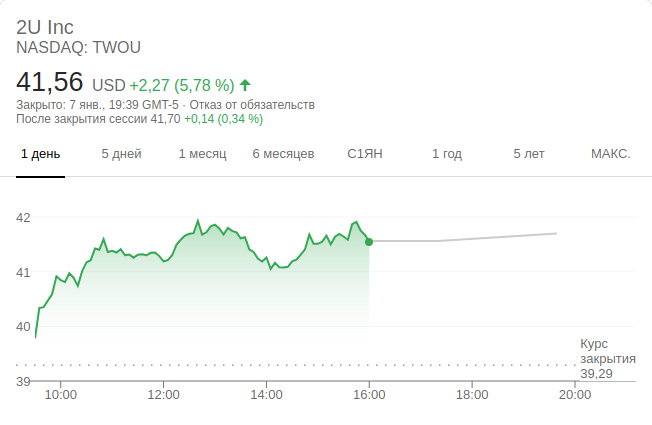 2U Inc
NASDAQ: TWOU
41,56 USD +2,27 (5,78 %)
Закрыто: 7 янв., 19:39 GMT-5 · Отказ от обязательств
После закрытия сессии 41,70 +0,14 (0,34 %)
1 день 5 дней 1 месяц 6 месяцев С1ЯН 1 год 5 лет МАКС.
42
41
40
Курс
закрытия
39,29
39
10:00 12:00 14:00 16:00 18:00 20:00